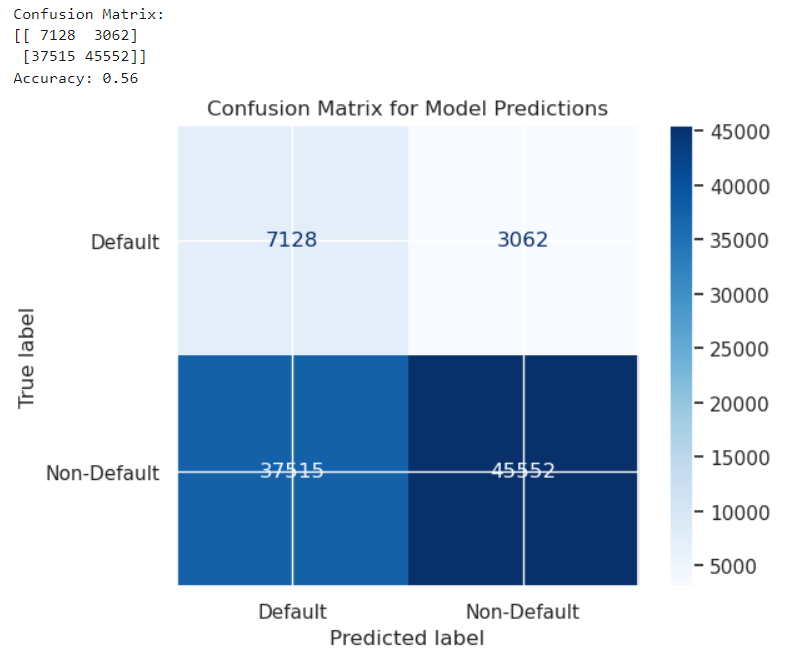 Confusion Matrix:
[[ 7128  3062]
 [37515 45552]]
Accuracy: 0.56
Confusion Matrix for Model Predictions
45000
40000
35000
30000
25000
20000
15000
10000
5000
True label
Default
7128 3062
Non-Default
37515 45552
Default Non-Default
Predicted label